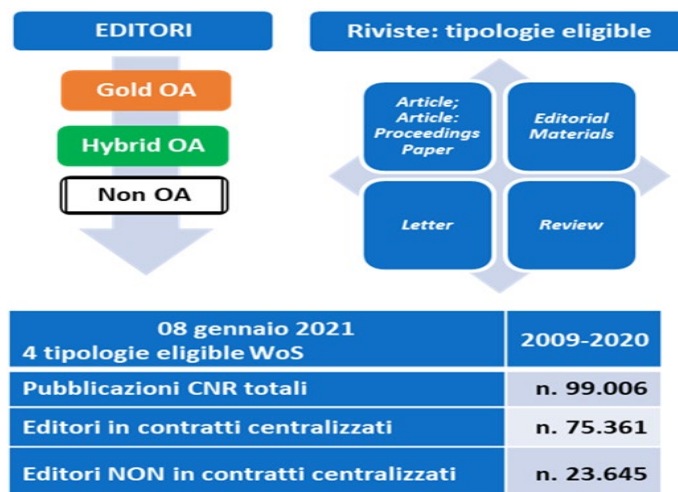 EDITORI
Gold OA
Hybrid OA
Non OA
Riviste: tipologie eligible
Article;
Article:
Proceedings
Paper
Editorial
Materials
Letter
Review
08 gennaio 2021
4 tipologie eligible WoS
2009-2020
Pubblicazioni CNR totali
n. 99.006
Editori in contratti centralizzati
n. 75.361
Editori NON in contratti centralizzati
n. 23.645